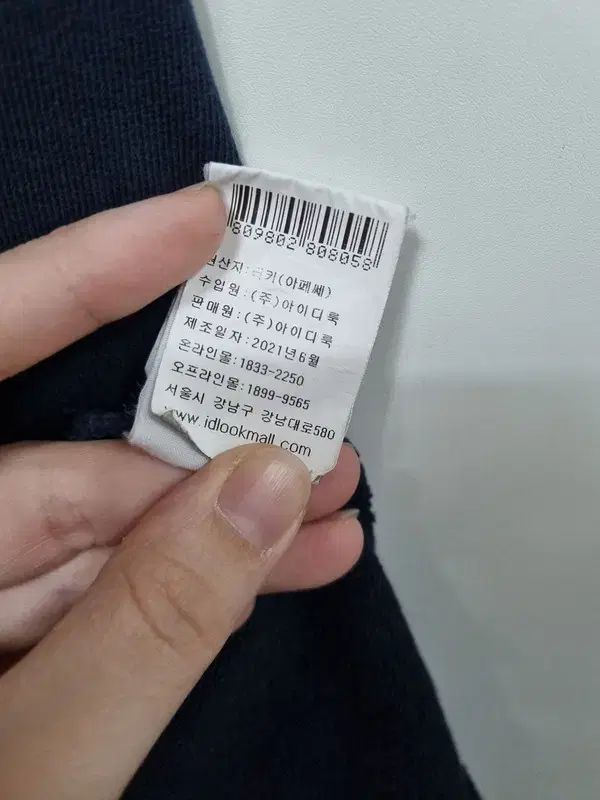 809802 808058
원산지:터키(아페쎄)
수입원:(주)아이디룩
판매원:(주)아이디룩
제조일자:2021년6월
온라인몰:1833-2250
오프라인몰:1899-9565
서울시 강남구 강남대로580
www.idlookmall.com